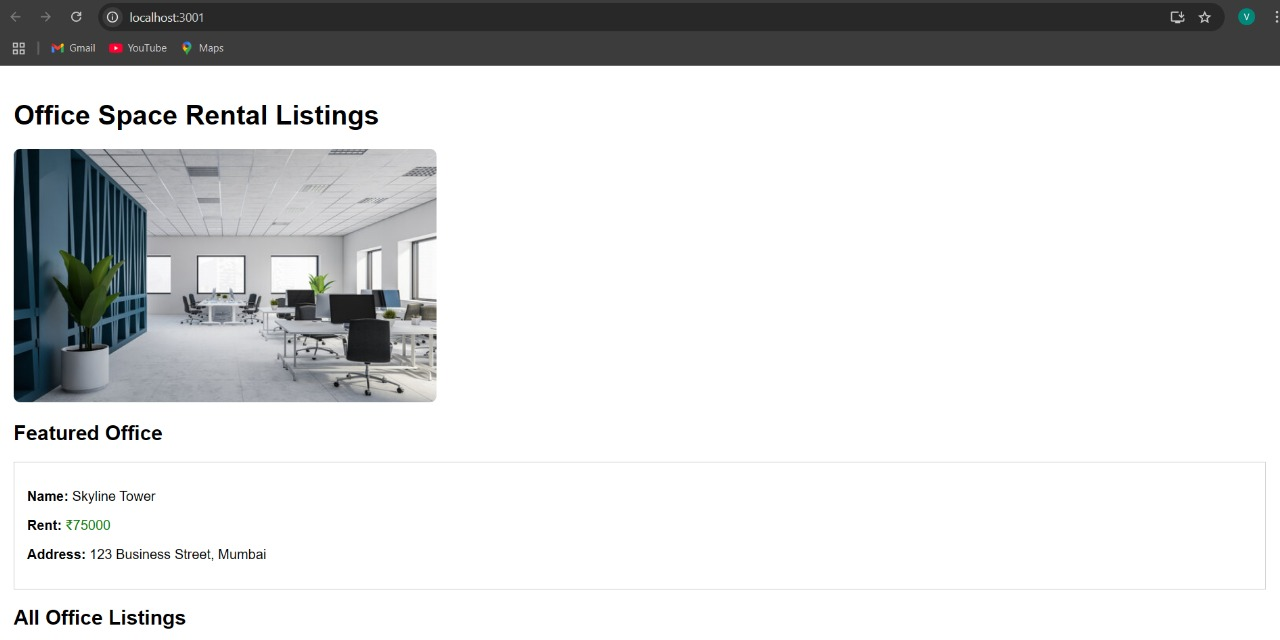 localhost:3001
V
Gmail
YouTube
Maps
Office Space Rental Listings
Featured Office
Name: Skyline Tower
Rent: ₹75000
Address: 123 Business Street, Mumbai
All Office Listings